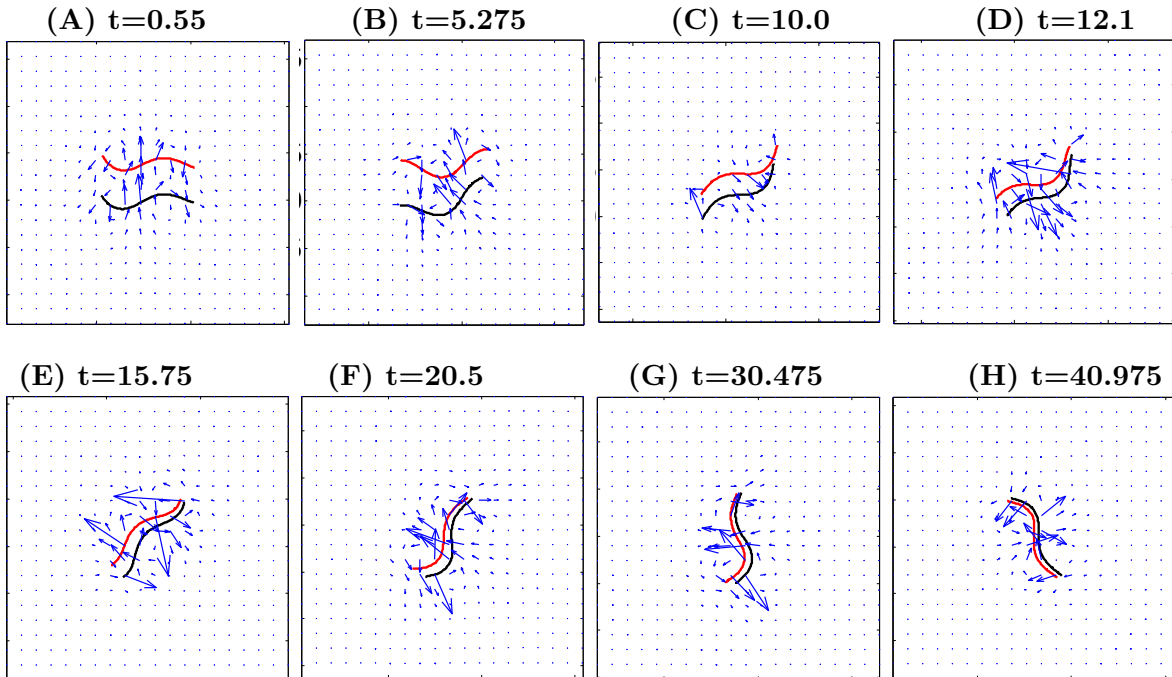 (A) t=0.55
(B) t=5.275
(C) t=10.0
(D) t=12.1
(E) t=15.75
(F) t=20.5
(G) t=30.475
(H) t=40.975